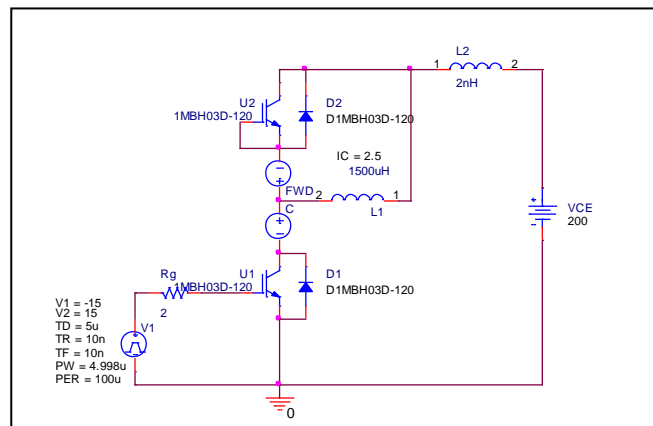 L2
1 2
2nH
U2
D2
1MBH03D-120
D1MBH03D-120
IC = 2.5
1500uH
FWD
2 1
C
L1
VCE
200
U1
D1
Rg
1MBH03D-120
D1MBH03D-120
2
V1 = -15
V2 = 15
TD = 5u
TR = 10n
TF = 10n
PW = 4.998u
PER = 100u
V1
0